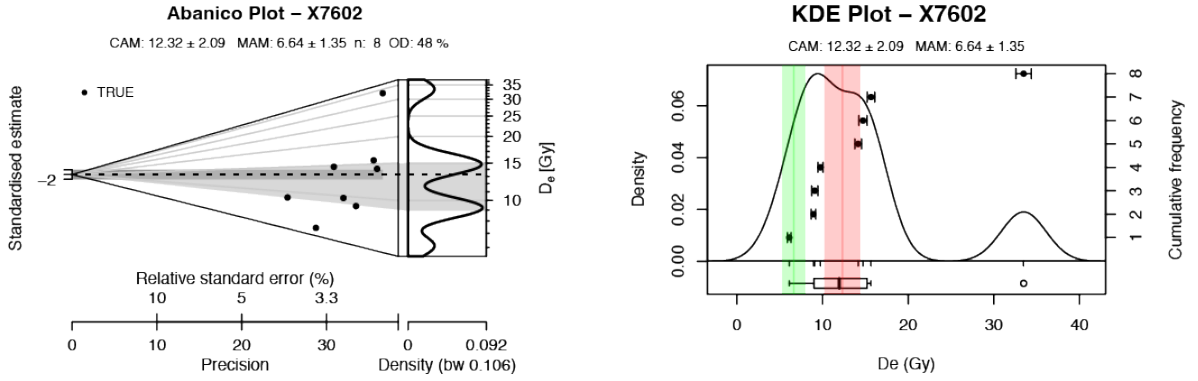 Abanico Plot – X7602
CAM: 12.32 ± 2.09 MAM: 6.64 ± 1.35 n: 8 OD: 48 %
Standardised estimate
−2
TRUE
35
30
25
20
15
10
De [Gy]
Relative standard error (%)
10 5 3.3
0 10 20 30 0 0.092
Precision Density (bw 0.106)
KDE Plot – X7602
CAM: 12.32 ± 2.09 MAM: 6.64 ± 1.35
Density
0.06
0.04
0.02
0.00
8
7
6
5
4
3
2
1
Cumulative frequency
0 10 20 30 40
De (Gy)